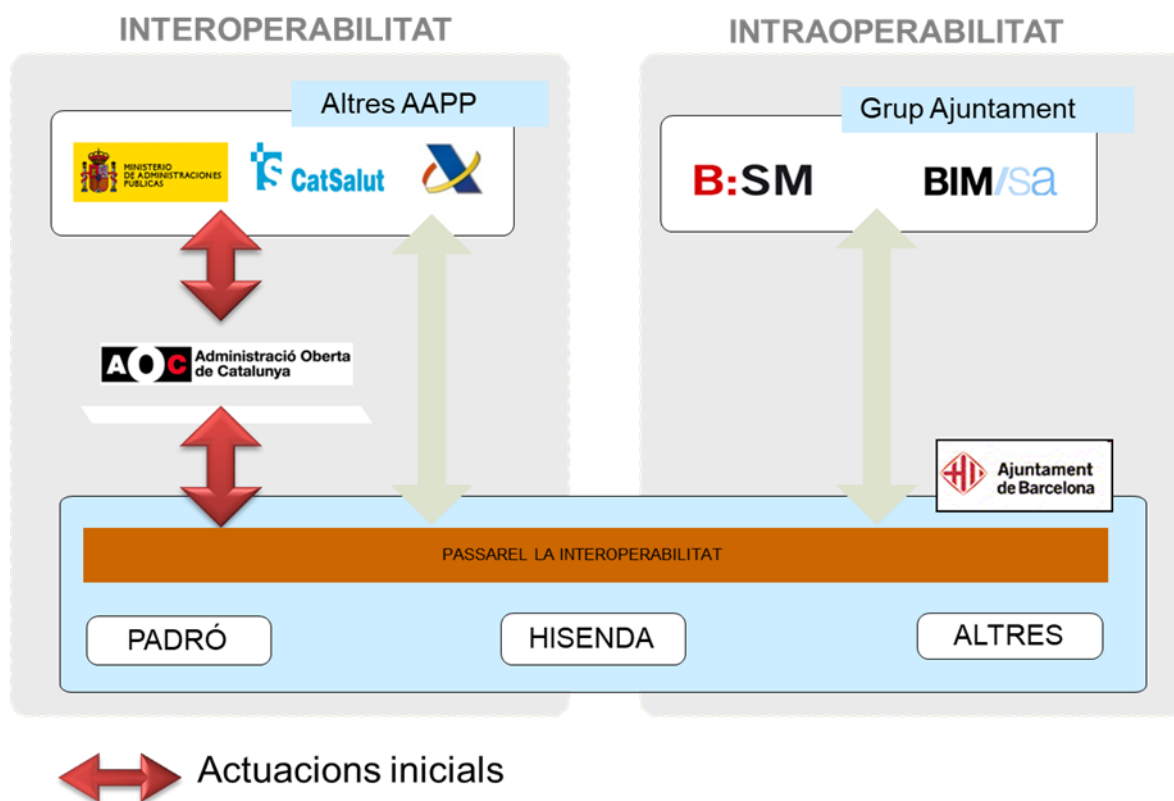 INTEROPERABILITAT
INTRAOPERABILITAT
Altres AAPP
Grup Ajuntament
MINISTERIO
DE ADMINISTRACIONES
PUBLICAS
CatSalut
B:SM
BIM/sa
AOC Administració Oberta
de Catalunya
Ajuntament
de Barcelona
PASSAREL LA INTEROPERABILITAT
PADRÓ
HISENDA
ALTRES
Actuacions inicials